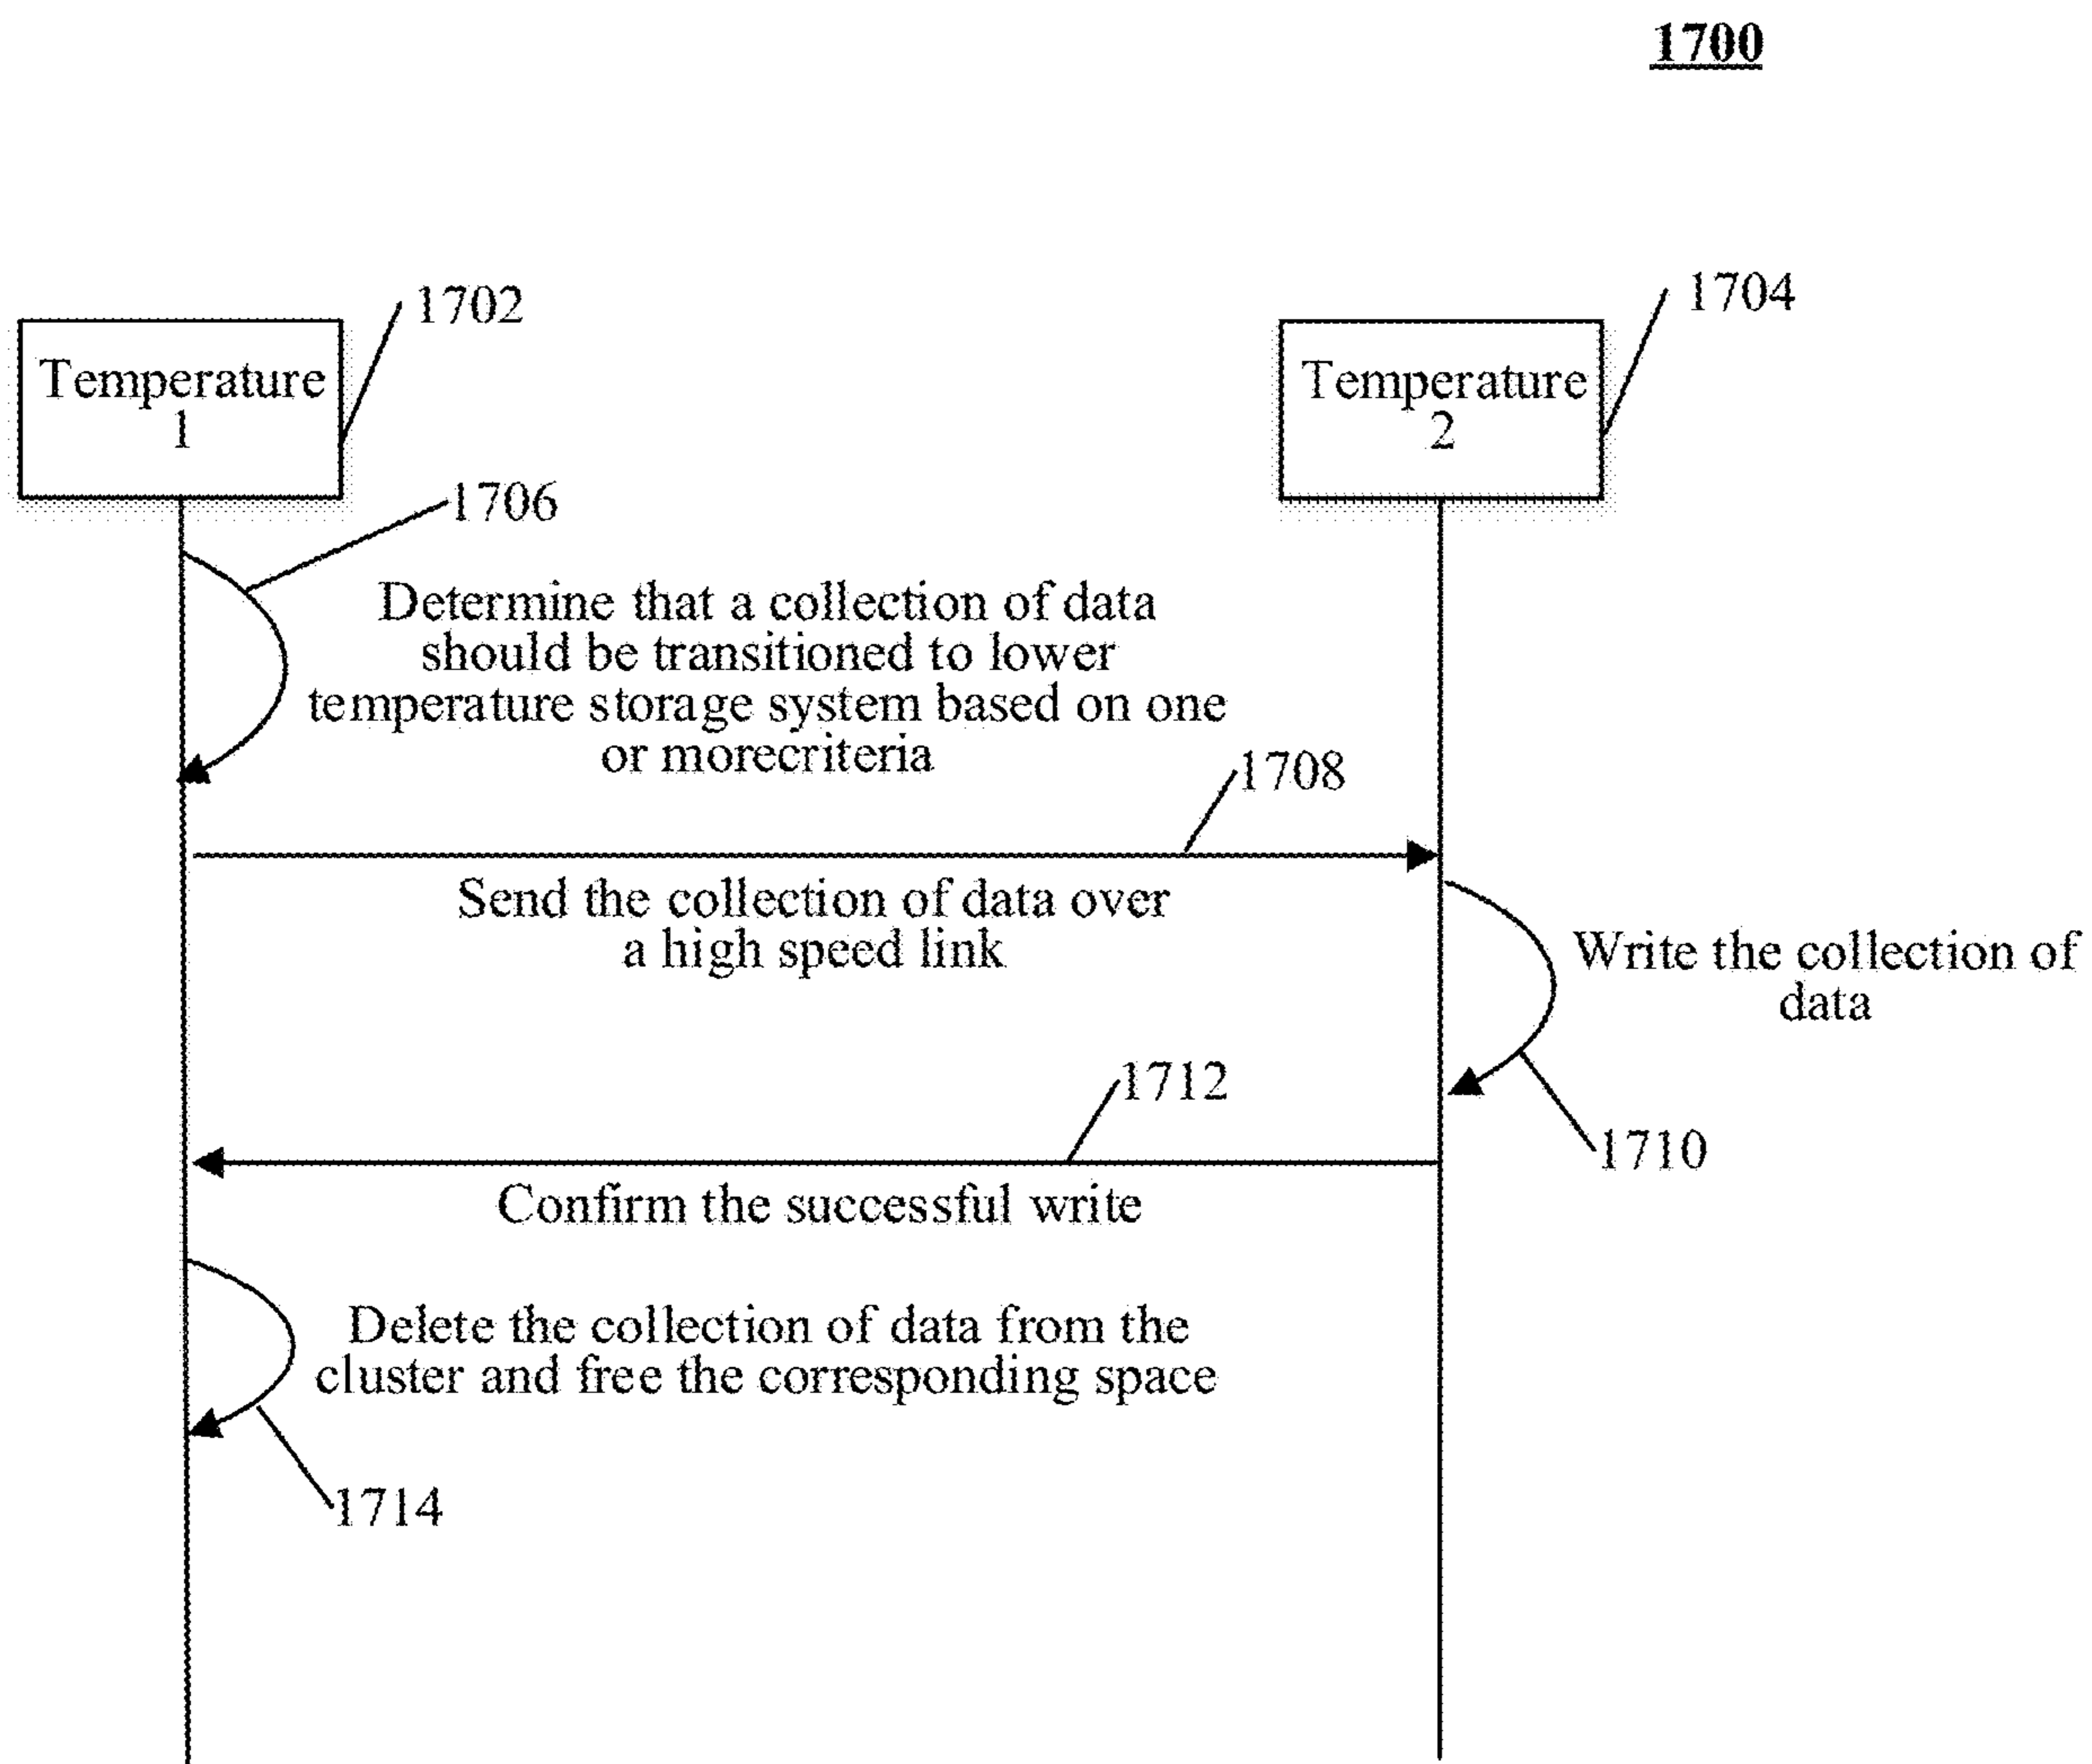 1700
1702
1704
Temperature
1
Temperature
2
1706
Determine that a collection of data
should be transitioned to lower
temperature storage system based on one
or morecriteria
1708
Send the collection of data over
a high speed link
Write the collection of
data
1710
1712
Confirm the successful write
Delete the collection of data from the
cluster and free the corresponding space
1714